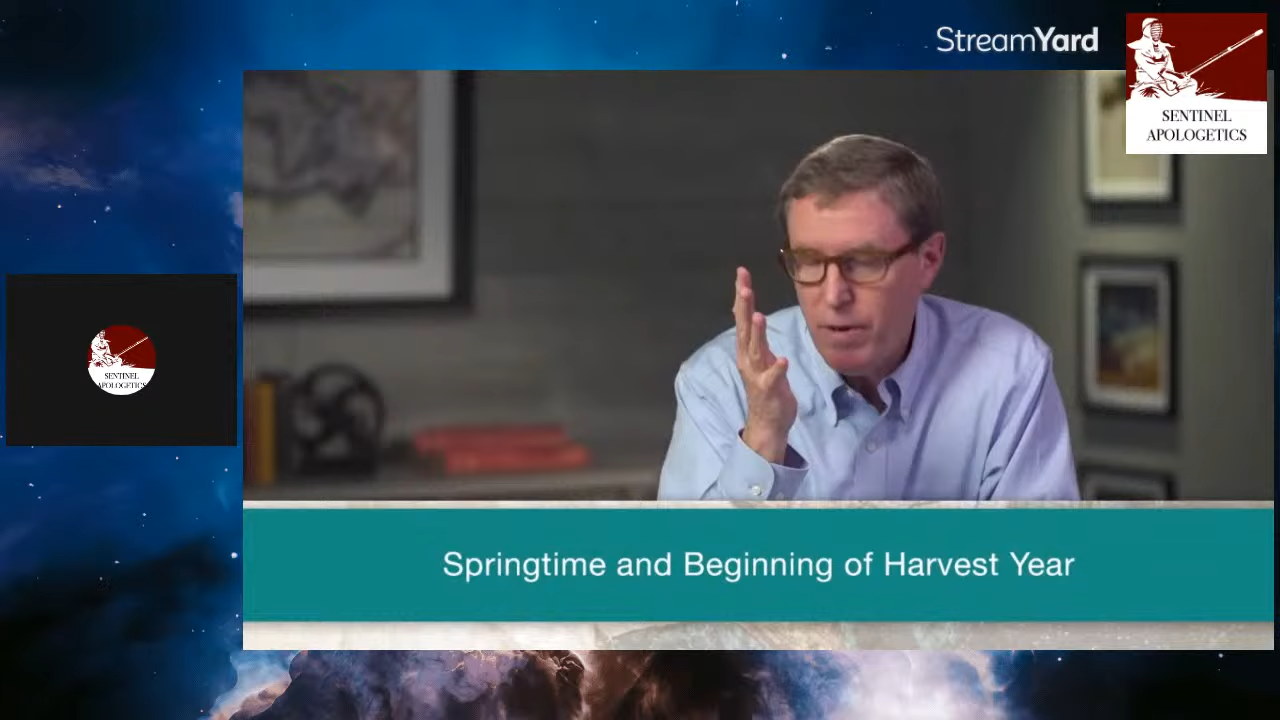 StreamYard
SENTINEL
APOLOGETICS
SENTINEL
APOLOGETICS
Springtime and Beginning of Harvest Year